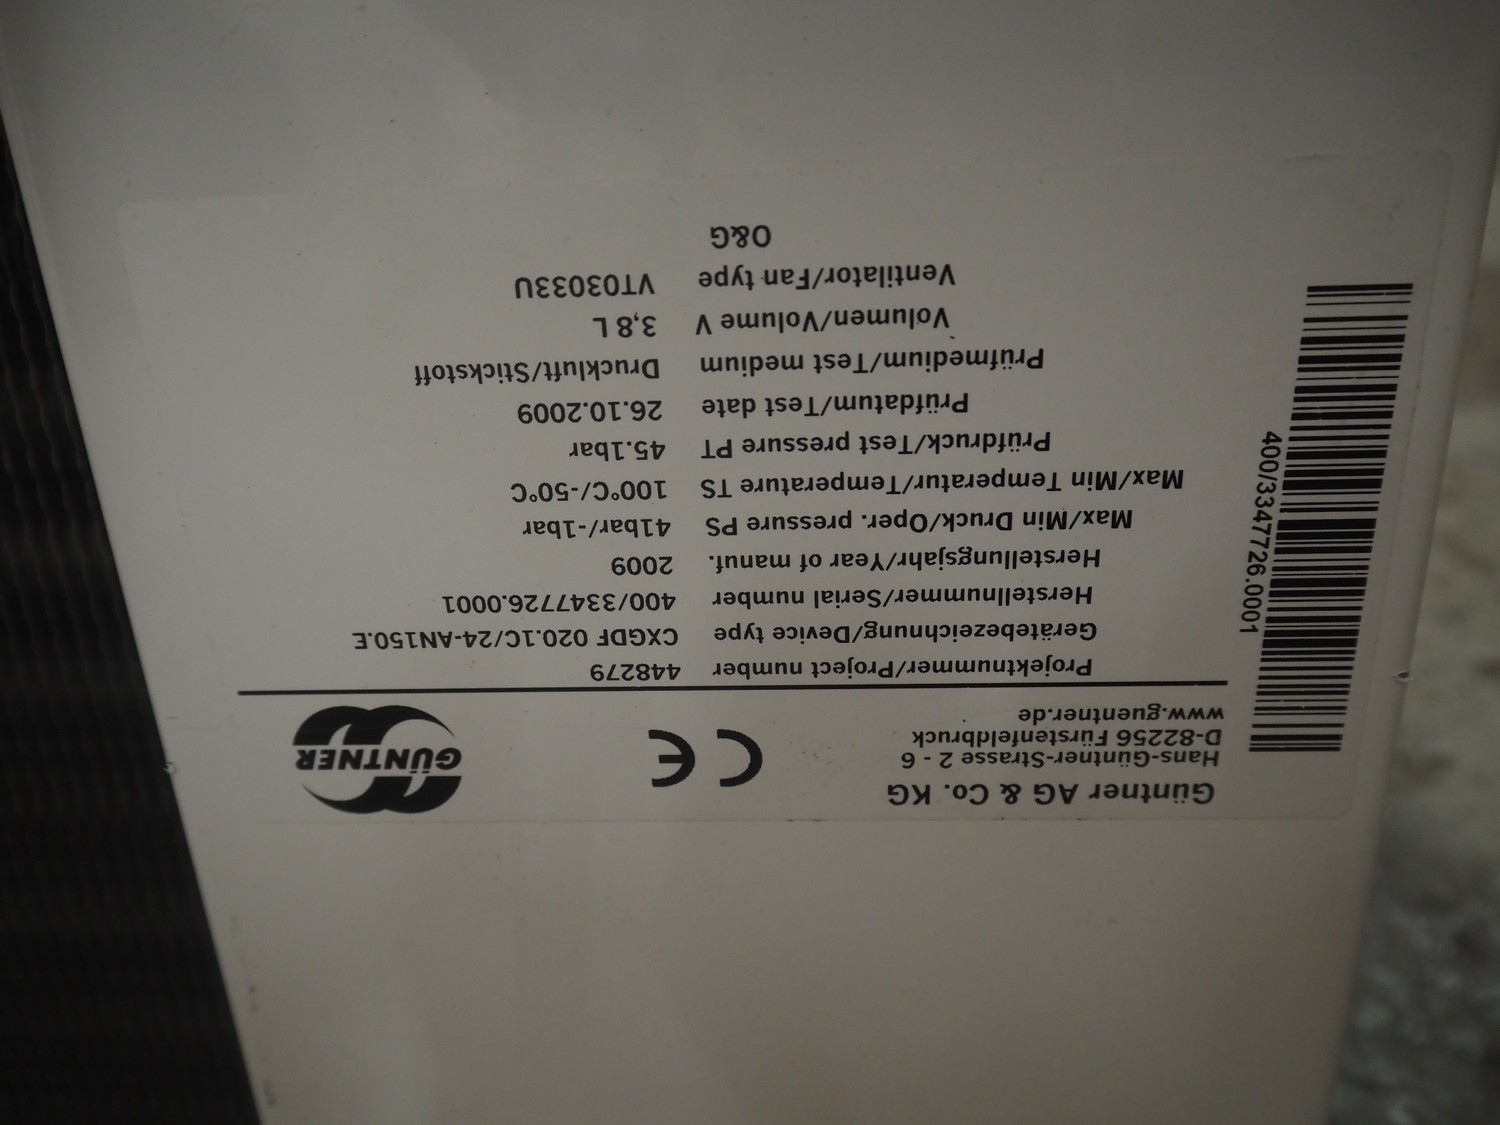 Güntner AG & Co. KG
Hans-Güntner-Strasse 2 - 6
D-82256 Fürstenfeldbruck
www.guentner.de
CE
GÜNTNER
Projektnummer/Project number 448279
Gerätebezeichnung/Device type CXGDF 020.1C/24-AN150.E
Herstellnummer/Serial number 400/3347726.0001
Herstellungsjahr/Year of manuf. 2009
Max/Min Druck/Oper. pressure PS 41bar/-1bar
Max/Min Temperatur/Temperature TS 100°C/-50°C
Prüfdruck/Test pressure PT 45.1bar
Prüfdatum/Test date 26.10.2009
Prüfmedium/Test medium Druckluft/Stickstoff
Volumen/Volume V 3,8 L
Ventilator/Fan type VT03033U
O&G
400/3347726.0001